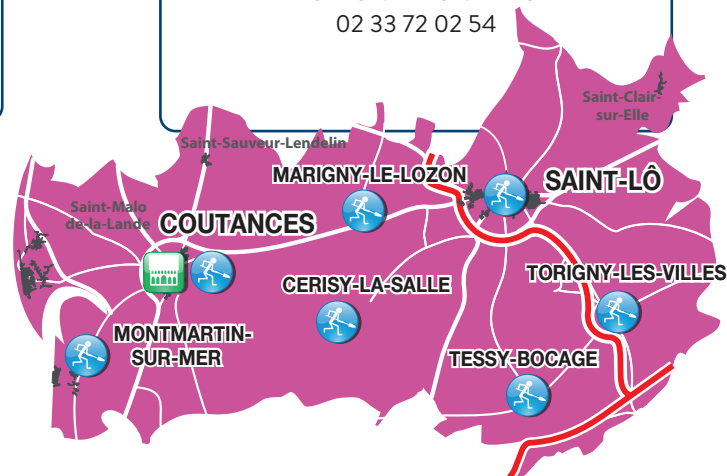 02 33 72 02 54
Saint-Clair-
sur-Elle
Saint-Sauveur-Lendelin
MARIGNY-LE-LOZON
SAINT-LÔ
Saint-Malo
de-la-Lande
COUTANCES
TORIGNY-LES-VILLES
CERISY-LA-SALLE
MONTMARTIN-
SUR-MER
TESSY-BOCAGE